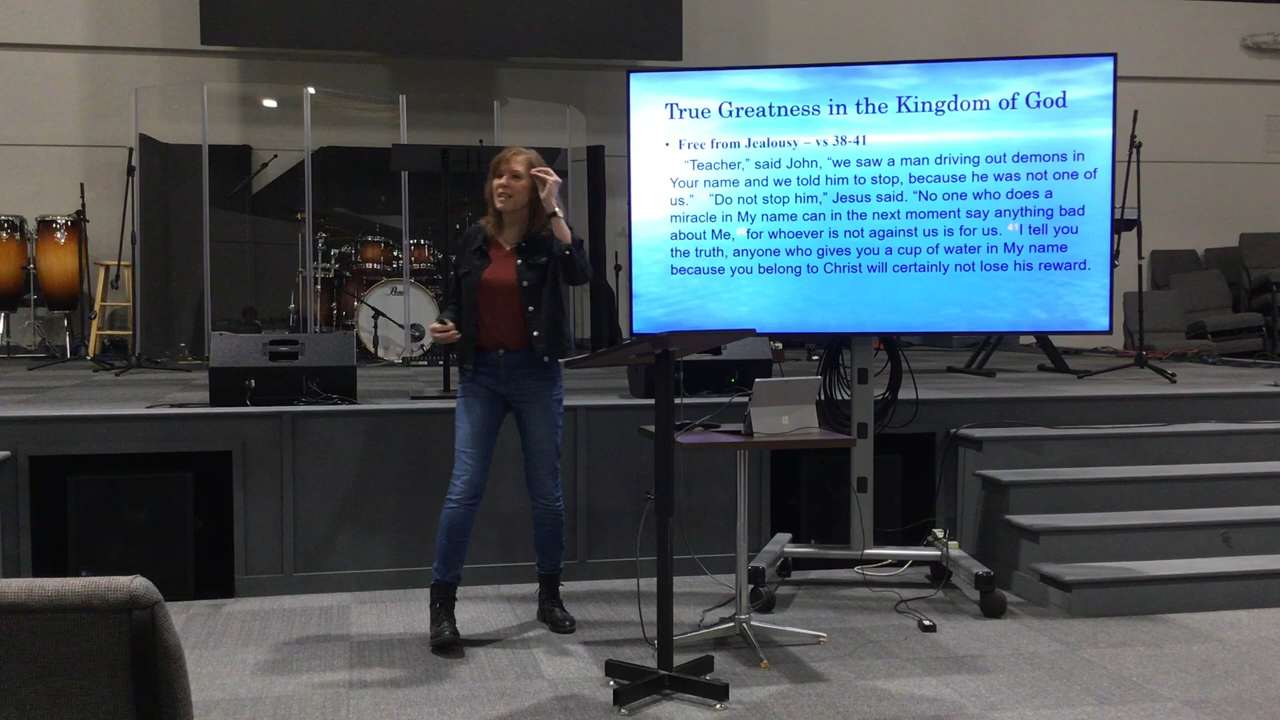 True Greatness in the Kingdom of God
• Free from Jealousy – vs 38-41
“Teacher,” said John, “we saw a man driving out demons in
Your name and we told him to stop, because he was not one of
us.” “Do not stop him,” Jesus said. “No one who does a
miracle in My name can in the next moment say anything bad
about Me, for whoever is not against us is for us. 41I tell you
the truth, anyone who gives you a cup of water in My name
because you belong to Christ will certainly not lose his reward.
Pearl